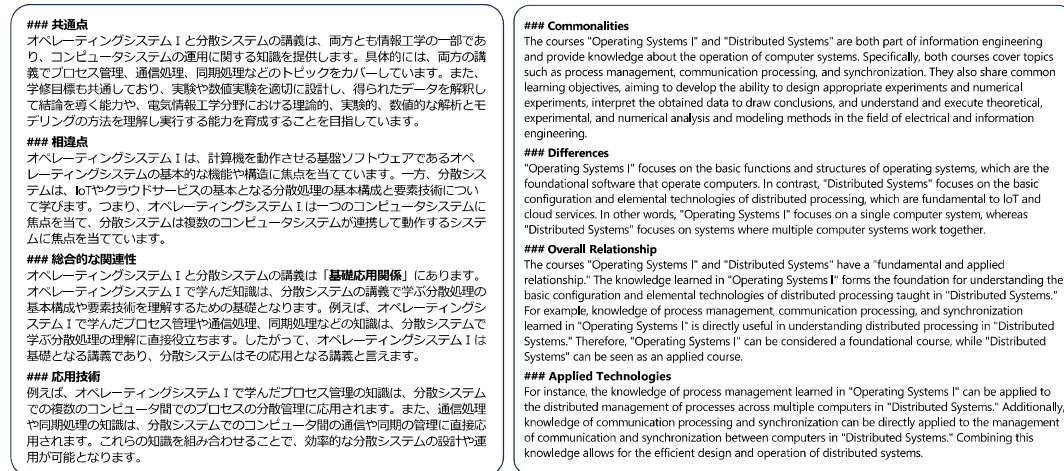 ### 共通点
オペレーティングシステムⅠと分散システムの講義は、両方とも情報工学の一部であ
り、コンピュータシステムの運用に関する知識を提供します。具体的には、両方の講
義でプロセス管理、通信処理、同期処理などのトピックをカバーしています。また、
学修目標も共通しており、実験や数値実験を適切に設計し、得られたデータを解釈し
て結論を導く能力や、電気情報工学分野における理論的、実験的、数値的な解析とモ
デリングの方法を理解し実行する能力を育成することを目指しています。
### 相違点
オペレーティングシステムⅠは、計算機を動作させる基盤ソフトウェアであるオペ
レーティングシステムの基本的な機能や構造に焦点を当てています。一方、分散シス
テムは、IoTやクラウドサービスの基本となる分散処理の基本構成と要素技術につい
て学びます。つまり、オペレーティングシステムⅠは一つのコンピュータシステムに
焦点を当て、分散システムは複数のコンピュータシステムが連携して動作するシステ
ムに焦点を当てています。
### 総合的な関連性
オペレーティングシステムⅠと分散システムの講義は「基礎応用関係」にあります。
オペレーティングシステムⅠで学んだ知識は、分散システムの講義で学ぶ分散処理の
基本構成や要素技術を理解するための基礎となります。例えば、オペレーティングシ
ステムⅠで学んだプロセス管理や通信処理、同期処理などの知識は、分散システムで
学ぶ分散処理の理解に直接役立ちます。したがって、オペレーティングシステムⅠは
基礎となる講義であり、分散システムはその応用となる講義と言えます。
### 応用技術
例えば、オペレーティングシステムⅠで学んだプロセス管理の知識は、分散システム
での複数のコンピュータ間でのプロセスの分散管理に応用されます。また、通信処理
や同期処理の知識は、分散システムでのコンピュータ間の通信や同期の管理に直接応
用されます。これらの知識を組み合わせることで、効率的な分散システムの設計や運
用が可能となります。
### Commonalities
The courses "Operating Systems I" and "Distributed Systems" are both part of information engineering
and provide knowledge about the operation of computer systems. Specifically, both courses cover topics
such as process management, communication processing, and synchronization. They also share common
learning objectives, aiming to develop the ability to design appropriate experiments and numerical
experiments, interpret the obtained data to draw conclusions, and understand and execute theoretical,
experimental, and numerical analysis and modeling methods in the field of electrical and information
engineering.
### Differences
"Operating Systems I" focuses on the basic functions and structures of operating systems, which are the
foundational software that operate computers. In contrast, "Distributed Systems" focuses on the basic
configuration and elemental technologies of distributed processing, which are fundamental to IoT and
cloud services. In other words, "Operating Systems I" focuses on a single computer system, whereas
"Distributed Systems" focuses on systems where multiple computer systems work together.
### Overall Relationship
The courses "Operating Systems I" and "Distributed Systems" have a "fundamental and applied
relationship." The knowledge learned in "Operating Systems I" forms the foundation for understanding the
basic configuration and elemental technologies of distributed processing taught in "Distributed Systems."
For example, knowledge of process management, communication processing, and synchronization
learned in "Operating Systems I" is directly useful in understanding distributed processing in "Distributed
Systems." Therefore, "Operating Systems I" can be considered a foundational course, while "Distributed
Systems" can be seen as an applied course.
### Applied Technologies
For instance, the knowledge of process management learned in "Operating Systems I" can be applied to
the distributed management of processes across multiple computers in "Distributed Systems." Additionally,
knowledge of communication processing and synchronization can be directly applied to the management
of communication and synchronization between computers in "Distributed Systems." Combining this
knowledge allows for the efficient design and operation of distributed systems.